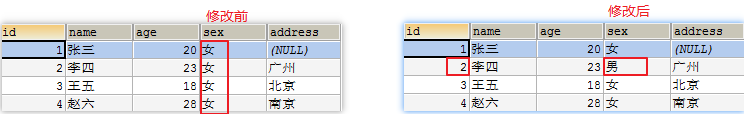 修改前
id name age sex address
1 张三 20 女 (NULL)
2 李四 23 女 广州
3 王五 18 女 北京
4 赵六 28 女 南京
修改后
id name age sex address
1 张三 20 女 (NULL)
2 李四 23 男 广州
3 王五 18 女 北京
4 赵六 28 女 南京